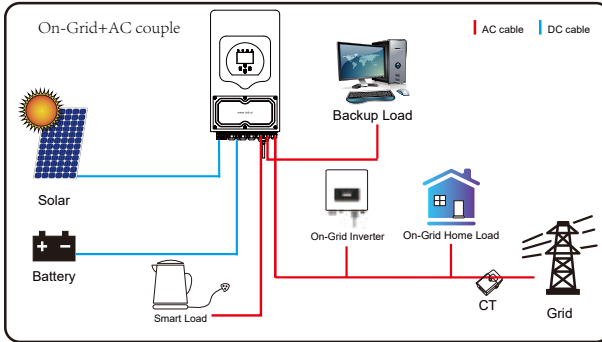 On-Grid+AC couple
AC cable
DC cable
Backup Load
Solar
On-Grid Inverter
On-Grid Home Load
Battery
Smart Load
CT
Grid